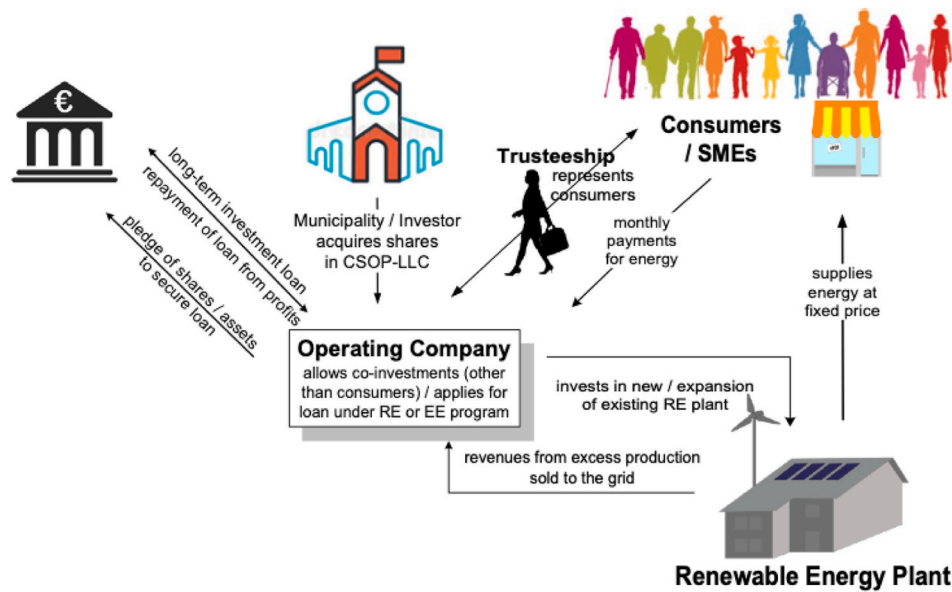 €
long-term investment loan
repayment of loan from profits
pledge of shares / assets
to secure loan
Municipality / Investor
acquires shares
in CSOP-LLC
Trusteeship
represents
consumers
Consumers
/ SMEs
monthly
payments
for energy
supplies
energy at
fixed price
Operating Company
allows co-investments (other
than consumers) / applies for
loan under RE or EE program
invests in new / expansion
of existing RE plant
revenues from excess production
sold to the grid
Renewable Energy Plant